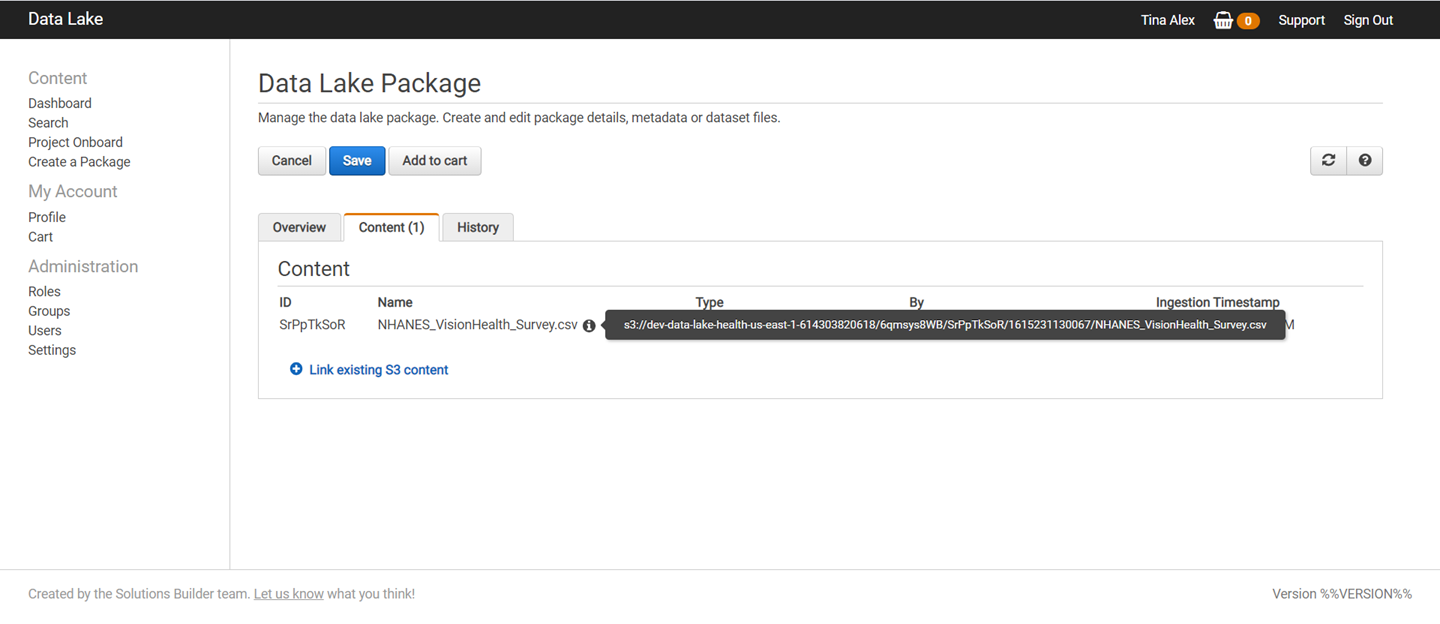 Data Lake
Tina Alex 0 Support Sign Out
Content
Dashboard
Search
Project Onboard
Create a Package
My Account
Profile
Cart
Administration
Roles
Groups
Users
Settings
Data Lake Package
Manage the data lake package. Create and edit package details, metadata or dataset files.
Cancel Save Add to cart
Overview Content (1) History
Content
ID Name Type By Ingestion Timestamp
SrPpTkSoR NHANES_VisionHealth_Survey.csv s3://dev-data-lake-health-us-east-1-614303820618/6qmsys8WB/SrPpTkSoR/1615231130067/NHANES_VisionHealth_Survey.csv
Link existing S3 content
Created by the Solutions Builder team. Let us know what you think!
Version %%VERSION%%